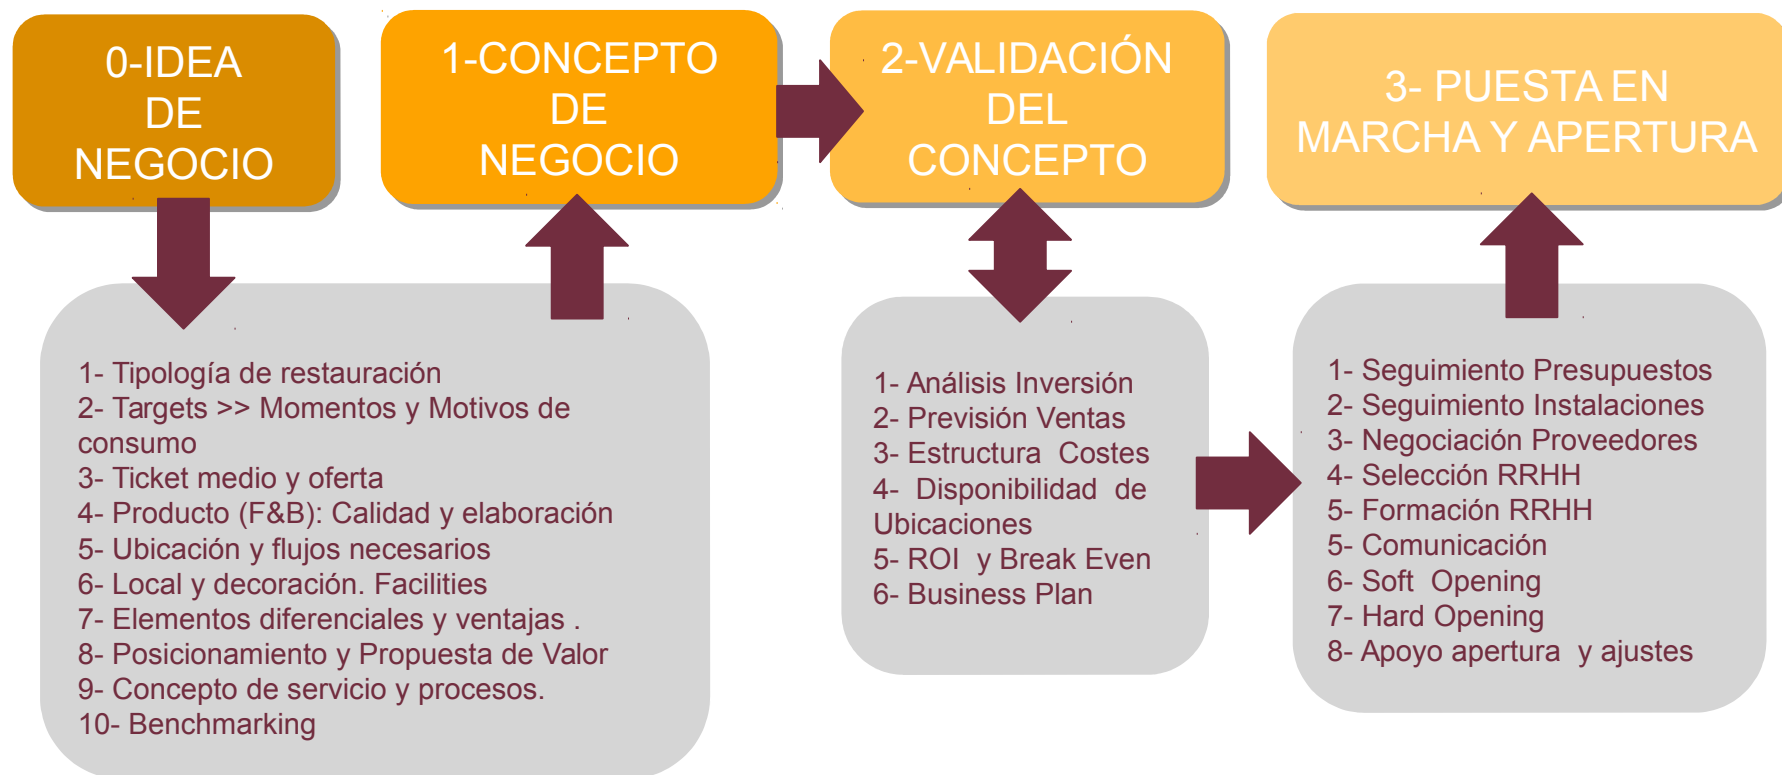 0-IDEA
DE
NEGOCIO
1-CONCEPTO
DE
NEGOCIO
2-VALIDACIÓN
DEL
CONCEPTO
3- PUESTA EN
MARCHA Y APERTURA
1- Tipología de restauración
2- Targets >> Momentos y Motivos de
consumo
3- Ticket medio y oferta
4- Producto (F&B): Calidad y elaboración
5- Ubicación y flujos necesarios
6- Local y decoración. Facilities
7- Elementos diferenciales y ventajas .
8- Posicionamiento y Propuesta de Valor
9- Concepto de servicio y procesos.
10- Benchmarking
1- Análisis Inversión
2- Previsión Ventas
3- Estructura Costes
4- Disponibilidad de
Ubicaciones
5- ROI y Break Even
6- Business Plan
1- Seguimiento Presupuestos
2- Seguimiento Instalaciones
3- Negociación Proveedores
4- Selección RRHH
5- Formación RRHH
5- Comunicación
6- Soft Opening
7- Hard Opening
8- Apoyo apertura y ajustes